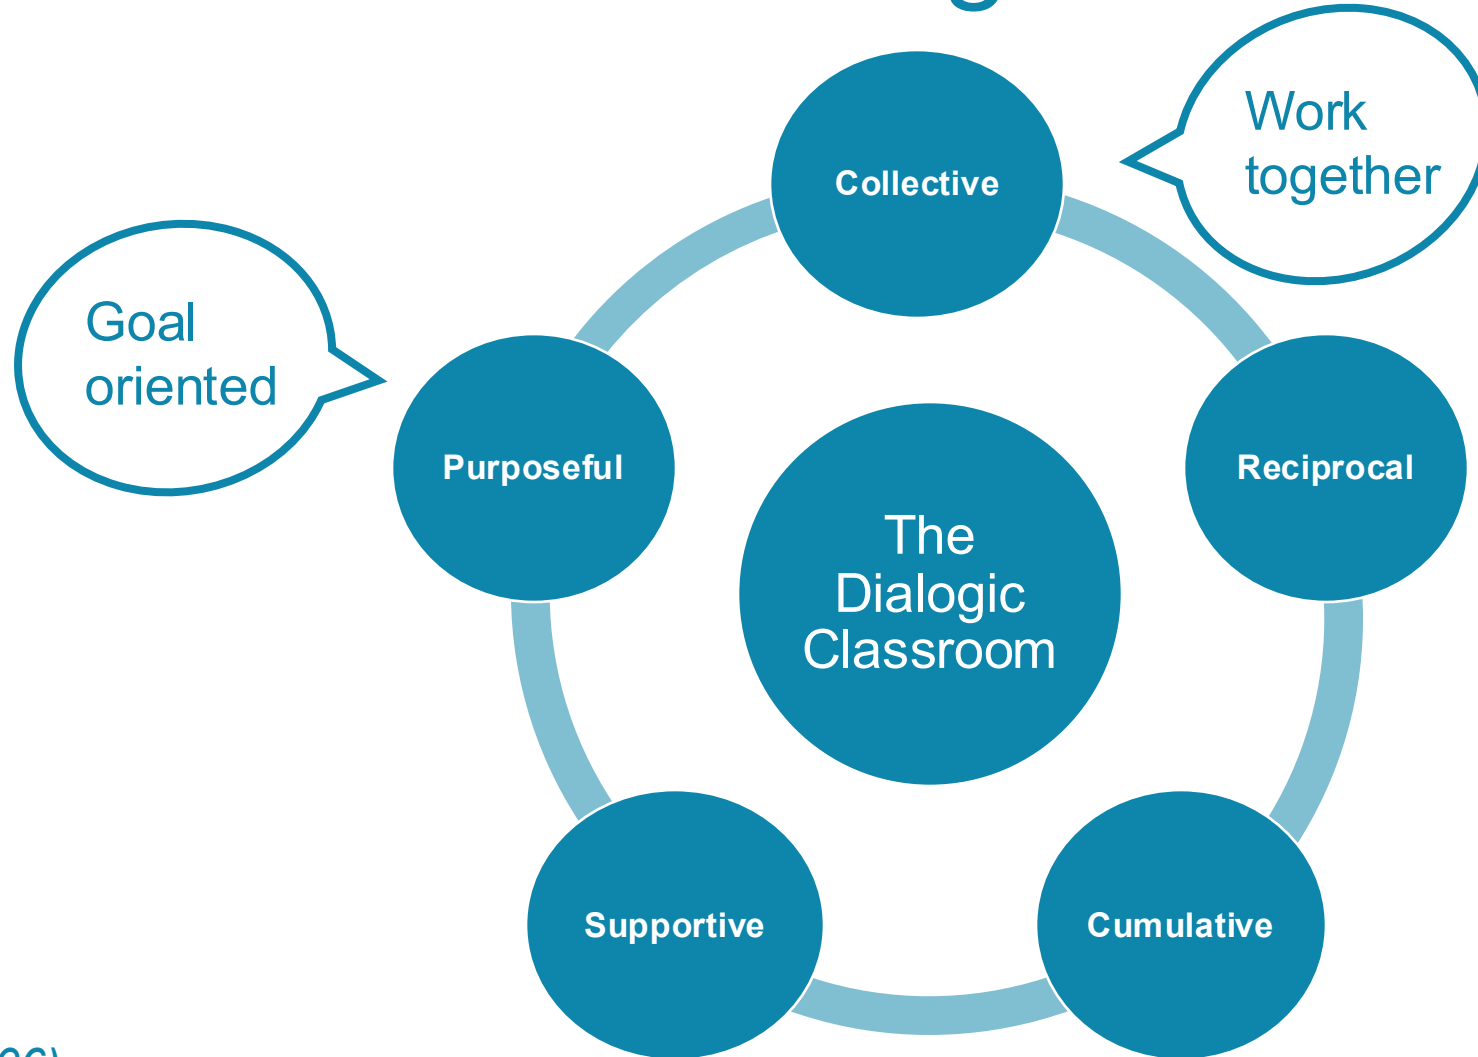 Work
together
Collective
Goal
oriented
Purposeful
Reciprocal
The
Dialogic
Classroom
Supportive
Cumulative